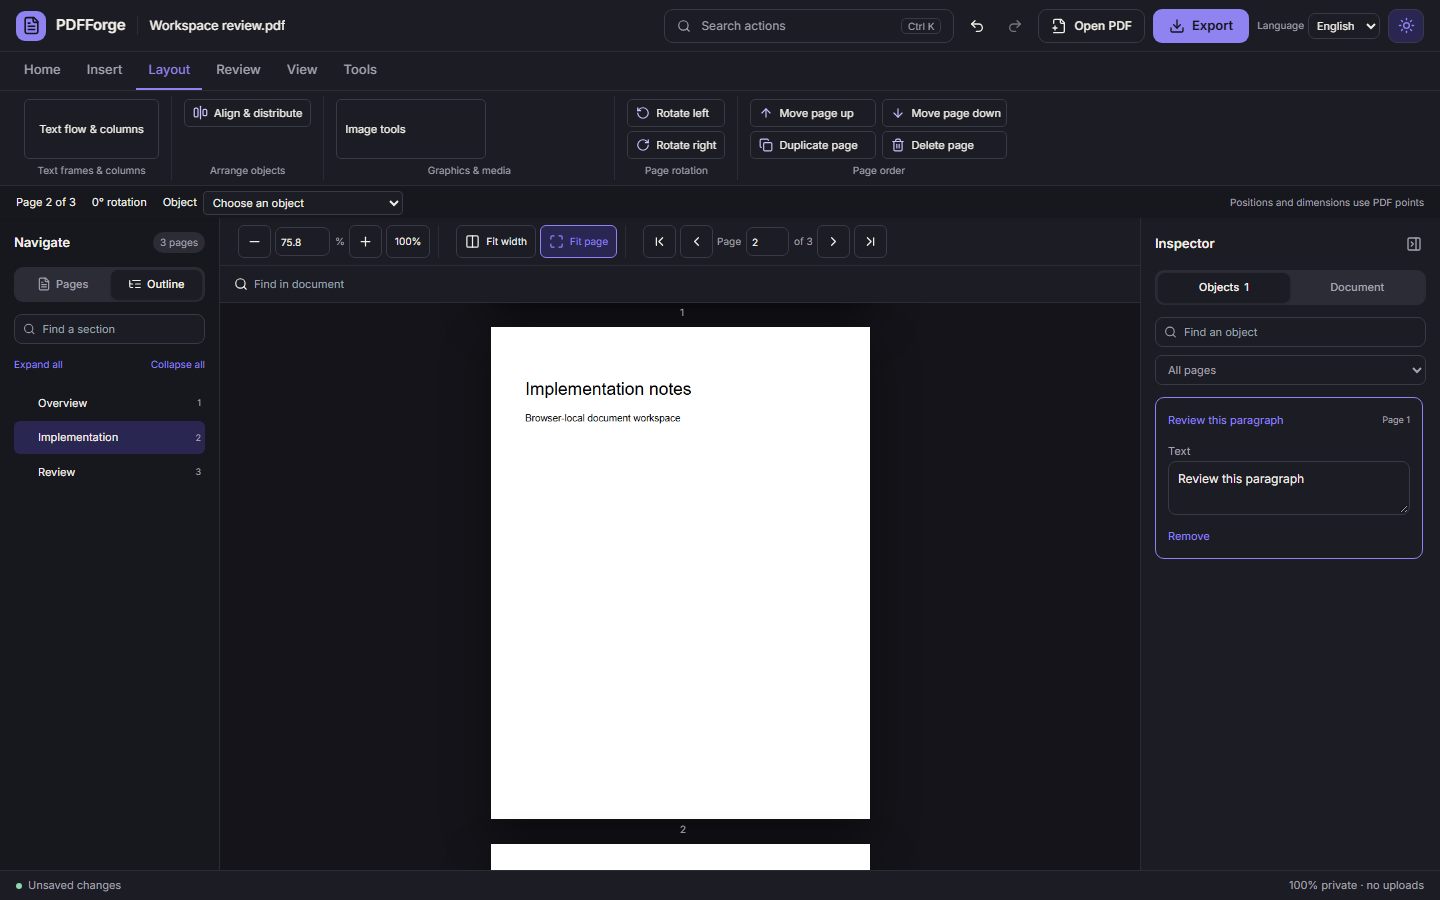 PDFForge
Workspace review.pdf
Search actions
Ctrl K
Open PDF
Export
Language
English
Home
Insert
Layout
Review
View
Tools
Text flow & columns
Text frames & columns
Align & distribute
Arrange objects
Image tools
Graphics & media
Rotate left
Rotate right
Page rotation
Move page up
Move page down
Duplicate page
Delete page
Page order
Page 2 of 3
0° rotation
Object
Choose an object
Positions and dimensions use PDF points
Navigate
3 pages
Pages
Outline
Find a section
Expand all
Collapse all
Overview 1
Implementation 2
Review 3
75.8
%
100%
Fit width
Fit page
Page
2
of 3
Find in document
1
Implementation notes
Browser-local document workspace
2
Inspector
Objects 1
Document
Find an object
All pages
Review this paragraph
Page 1
Text
Review this paragraph
Remove
Unsaved changes
100% private · no uploads